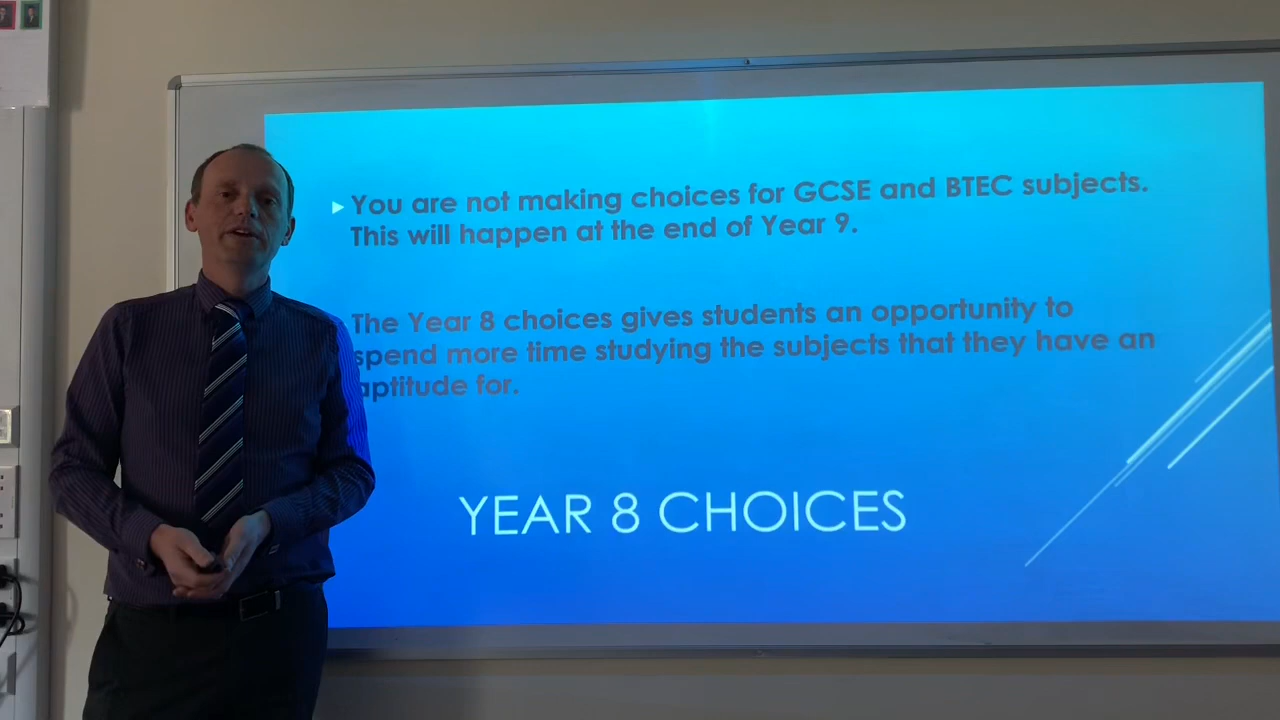 You are not making choices for GCSE and BTEC subjects.
This will happen at the end of Year 9.
The Year 8 choices gives students an opportunity to
spend more time studying the subjects that they have an
aptitude for.
YEAR 8 CHOICES